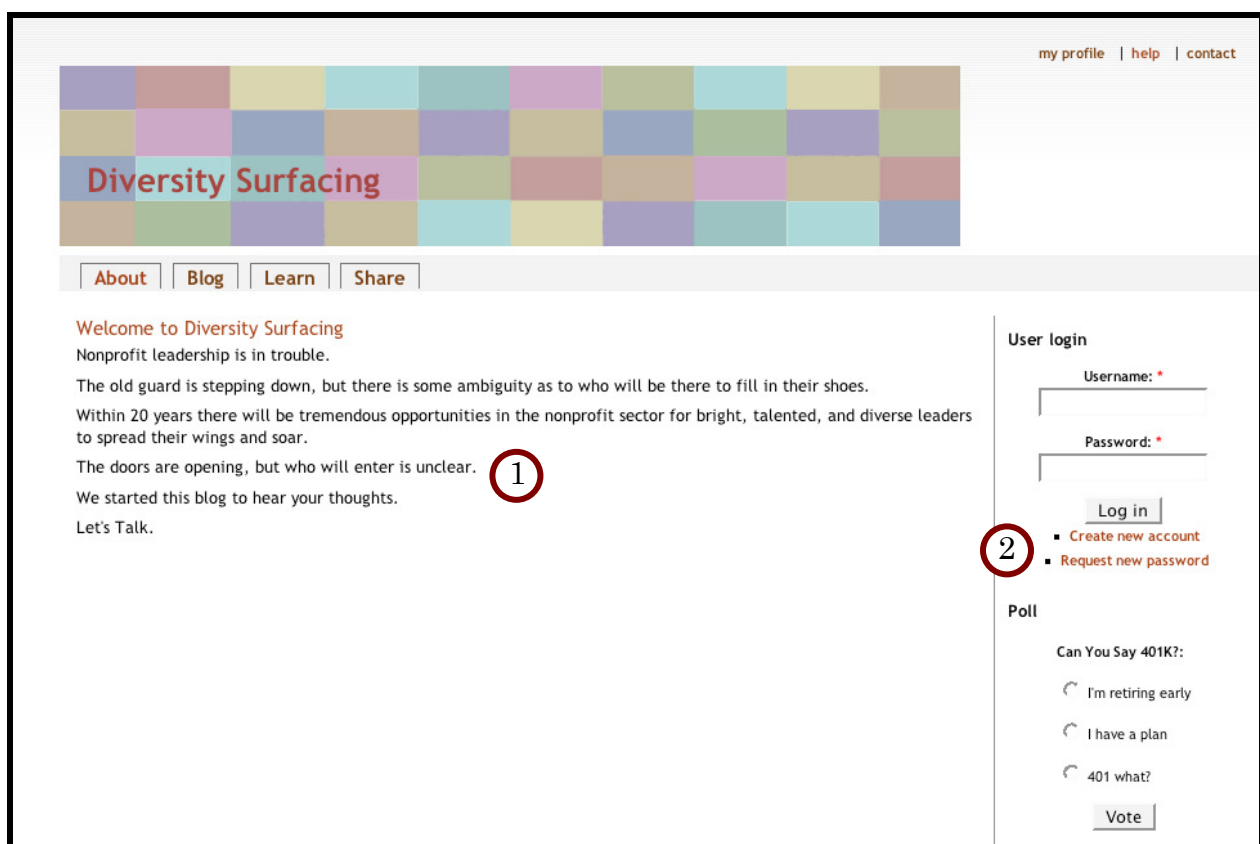 my profile | help | contact
Diversity Surfacing
About Blog Learn Share
Welcome to Diversity Surfacing
Nonprofit leadership is in trouble.
The old guard is stepping down, but there is some ambiguity as to who will be there to fill in their shoes.
Within 20 years there will be tremendous opportunities in the nonprofit sector for bright, talented, and diverse leaders
to spread their wings and soar.
The doors are opening, but who will enter is unclear.
1
We started this blog to hear your thoughts.
Let's Talk.
User login
Username: *
Password: *
Log in
2
Create new account
Request new password
Poll
Can You Say 401K?:
I'm retiring early
I have a plan
401 what?
Vote